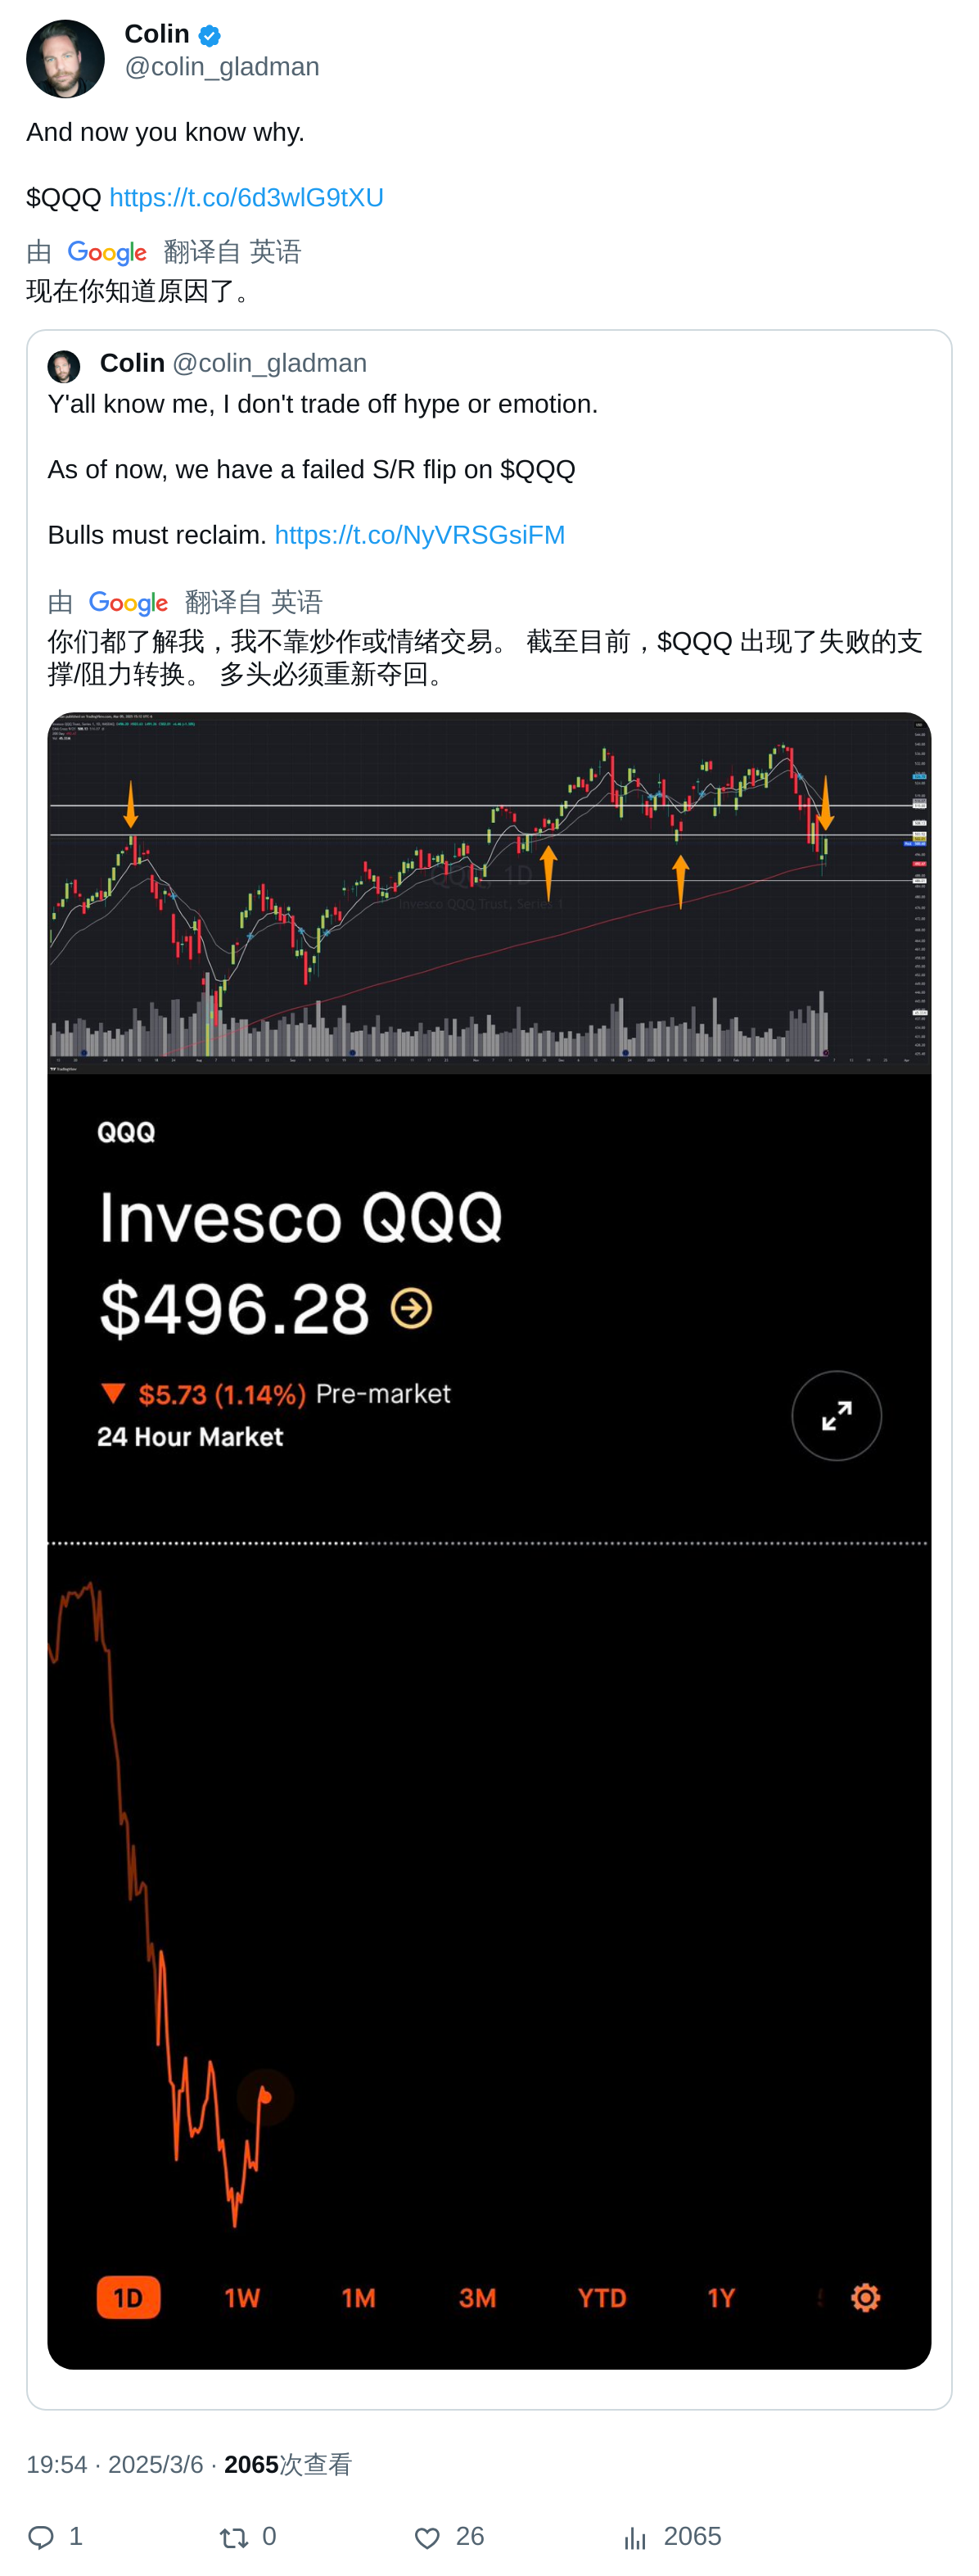 Colin
@colin_gladman
And now you know why.
$QQQ https://t.co/6d3wlG9tXU
由 Google 翻译自 英语
现在你知道原因了。
Colin @colin_gladman
Y'all know me, I don't trade off hype or emotion.
As of now, we have a failed S/R flip on $QQQ
Bulls must reclaim. https://t.co/NyVRSGsiFM
由 Google 翻译自 英语
你们都了解我，我不靠炒作或情绪交易。 截至目前，$QQQ 出现了失败的支
撑/阻力转换。 多头必须重新夺回。
QQQ, 1D
Invesco QQQ Trust, Series 1
TradingView
QQQ
Invesco QQQ
$496.28
▼ $5.73 (1.14%) Pre-market
24 Hour Market
1D 1W 1M 3M YTD 1Y
19:54 · 2025/3/6 · 2065次查看
1 0 26 2065